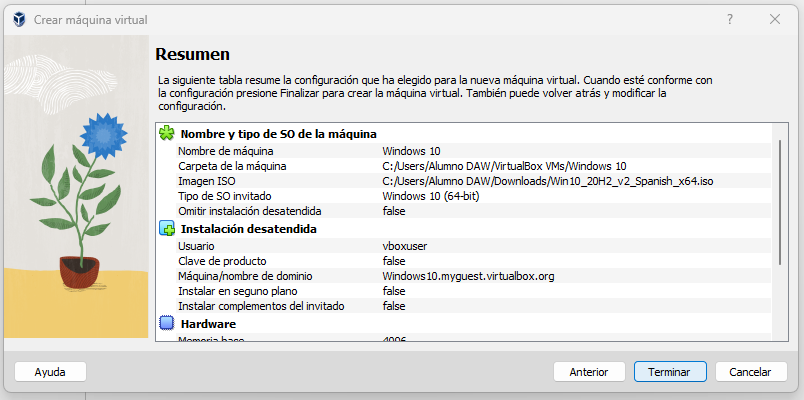 Crear máquina virtual
?
Resumen
La siguiente tabla resume la configuración que ha elegido para la nueva máquina virtual. Cuando esté conforme con
la configuración presione Finalizar para crear la máquina virtual. También puede volver atrás y modificar la
configuración.
Nombre y tipo de SO de la máquina
Nombre de máquina Windows 10
Carpeta de la máquina C:/Users/Alumno DAW/VirtualBox VMs/Windows 10
Imagen ISO C:/Users/Alumno DAW/Downloads/Win10_20H2_v2_Spanish_x64.iso
Tipo de SO invitado Windows 10 (64-bit)
Omitir instalación desatendida false
Instalación desatendida
Usuario vboxuser
Clave de producto false
Máquina/nombre de dominio Windows10.myguest.virtualbox.org
Instalar en seguno plano false
Instalar complementos del invitado false
Hardware
Memoria base 4096
Ayuda Anterior Terminar Cancelar